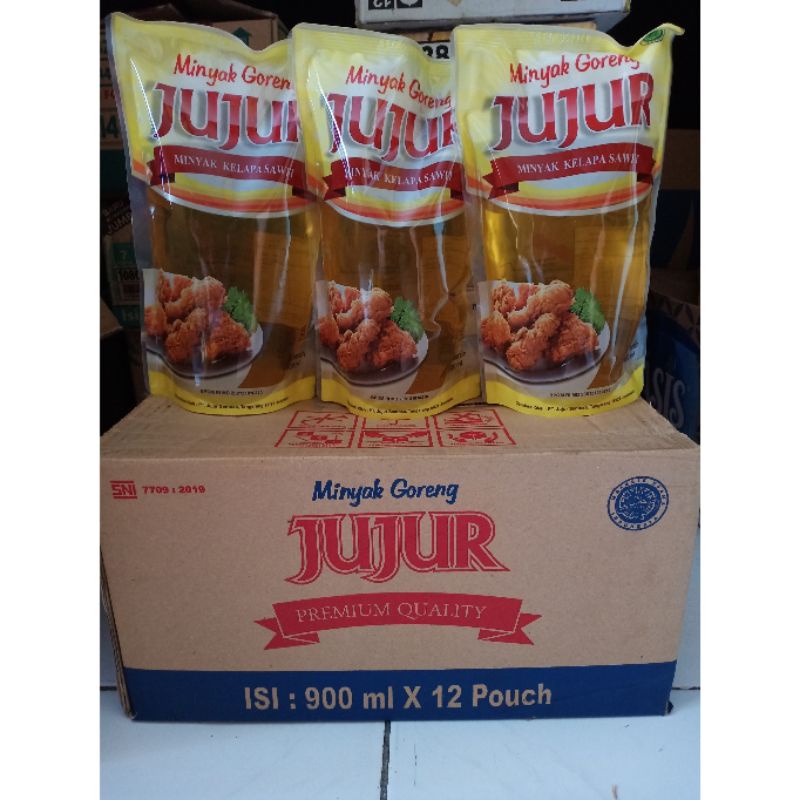 Minyak Goreng
JUJUR
MINYAK KELAPA SAWIT
Minyak Goreng
JUJUR
MINYAK KELAPA SAWIT
Minyak Goreng
JUJUR
MINYAK KELAPA SAWIT
SNI 7709 : 2019
Minyak Goreng
JUJUR
PREMIUM QUALITY
ISI : 900 ml X 12 Pouch